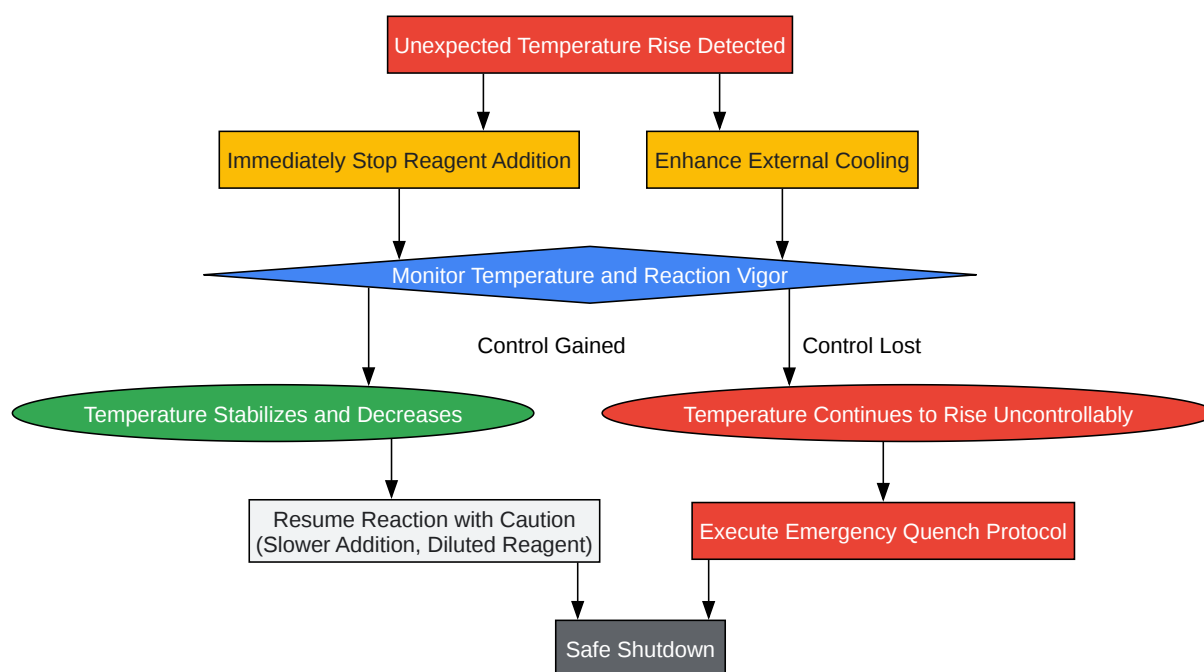 Unexpected Temperature Rise Detected
Immediately Stop Reagent Addition
Enhance External Cooling
Monitor Temperature and Reaction Vigor
Control Gained
Control Lost
Temperature Stabilizes and Decreases
Temperature Continues to Rise Uncontrollably
Resume Reaction with Caution
(Slower Addition, Diluted Reagent)
Execute Emergency Quench Protocol
Safe Shutdown